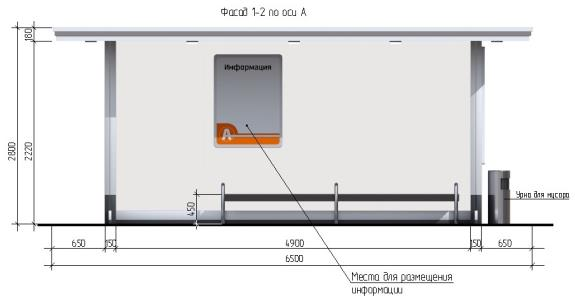 Фасад 1-2 по оси А
180
Информация
А
2800
2220
450
Урна для мусора
650
150
4900
150
650
6500
Места для размещения
информации